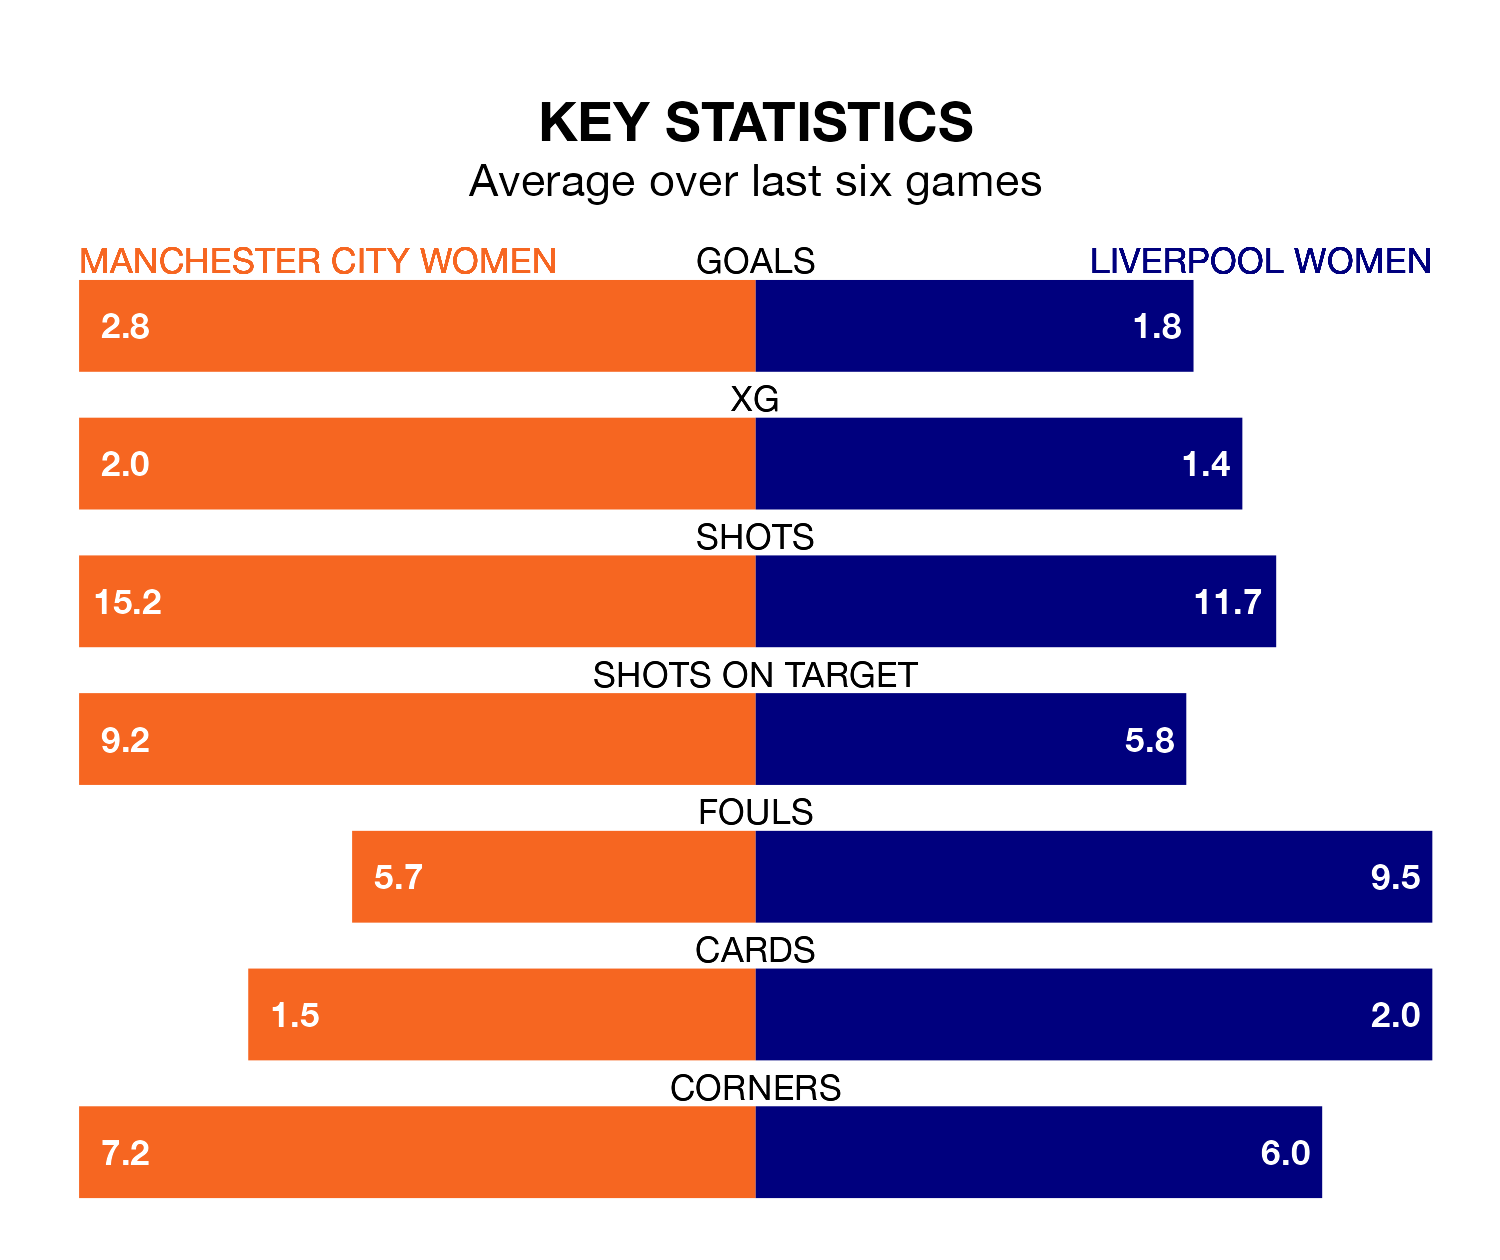 KEY STATISTICS
Average over last six games
MANCHESTER CITY WOMEN GOALS LIVERPOOL WOMEN
2.8 1.8
XG
2.0 1.4
SHOTS
15.2 11.7
SHOTS ON TARGET
9.2 5.8
FOULS
5.7 9.5
CARDS
1.5 2.0
CORNERS
7.2 6.0